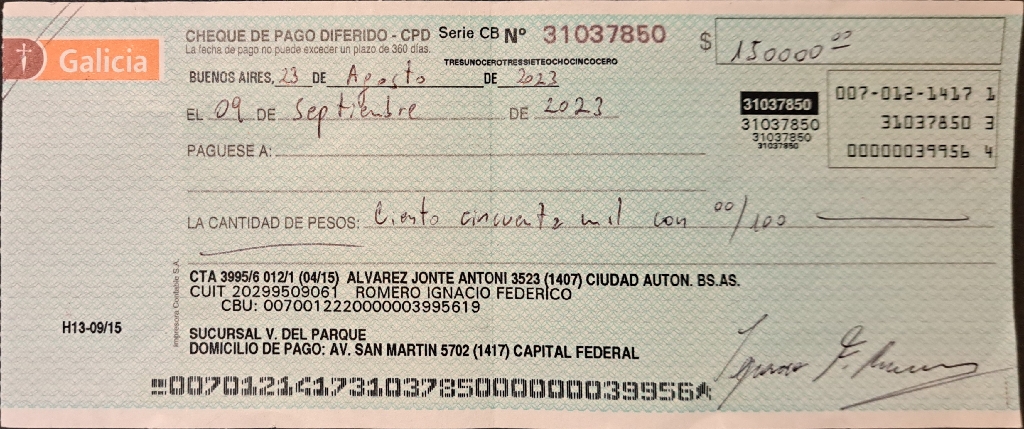 Galicia
CHEQUE DE PAGO DIFERIDO - CPD Serie CB Nº 31037850 $ 150000 00
La fecha de pago no puede exceder un plazo de 360 días.
TRESUNOCEROTRESSIETEOCHOCINCOCERO
BUENOS AIRES, 23 DE Agosto DE 2023
EL 09 DE Septiembre DE 2023
31037850
31037850
31037850
31037850
007-012-1417 1
31037850 3
00000039956 4
PAGUESE A:
LA CANTIDAD DE PESOS: Ciento cincuenta mil con 00/100
CTA 3995/6 012/1 (04/15) ALVAREZ JONTE ANTONI 3523 (1407) CIUDAD AUTON. BS.AS.
CUIT 20299509061 ROMERO IGNACIO FEDERICO
CBU: 0070012220000003995619
Impresora Contable S.A.
H13-09/15
SUCURSAL V. DEL PARQUE
DOMICILIO DE PAGO: AV. SAN MARTIN 5702 (1417) CAPITAL FEDERAL
00701214173103785000000039956